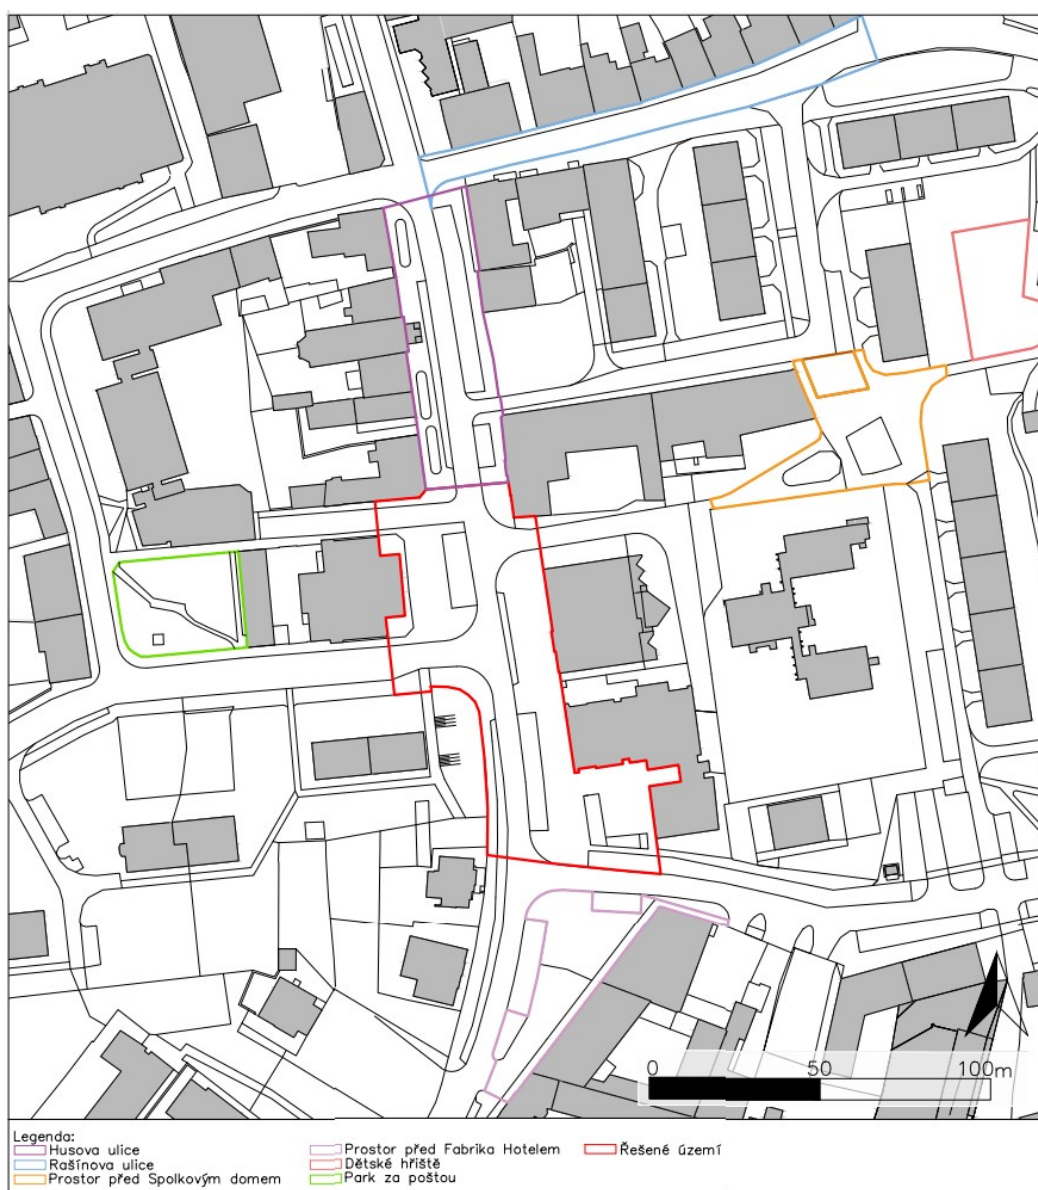 0 50 100m
Legenda:
Husova ulice
Rašínova ulice
Prostor před Spolkovým domem
Prostor před Fabrika Hotelem
Dětské hřiště
Park za poštou
Řešené území